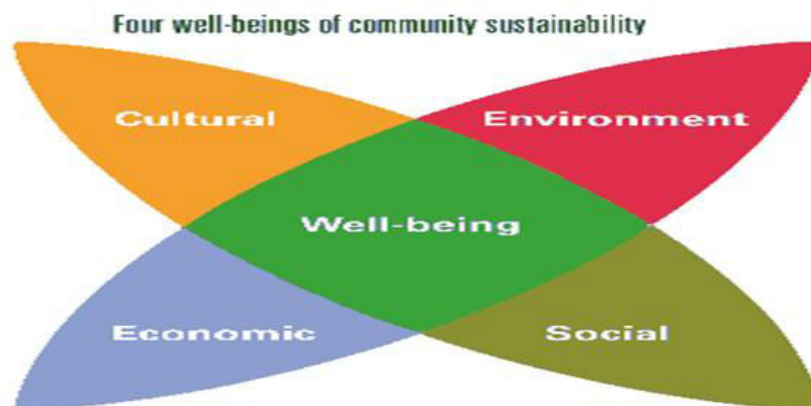 Four well-beings of community sustainability
Cultural
Environment
Well-being
Economic
Social